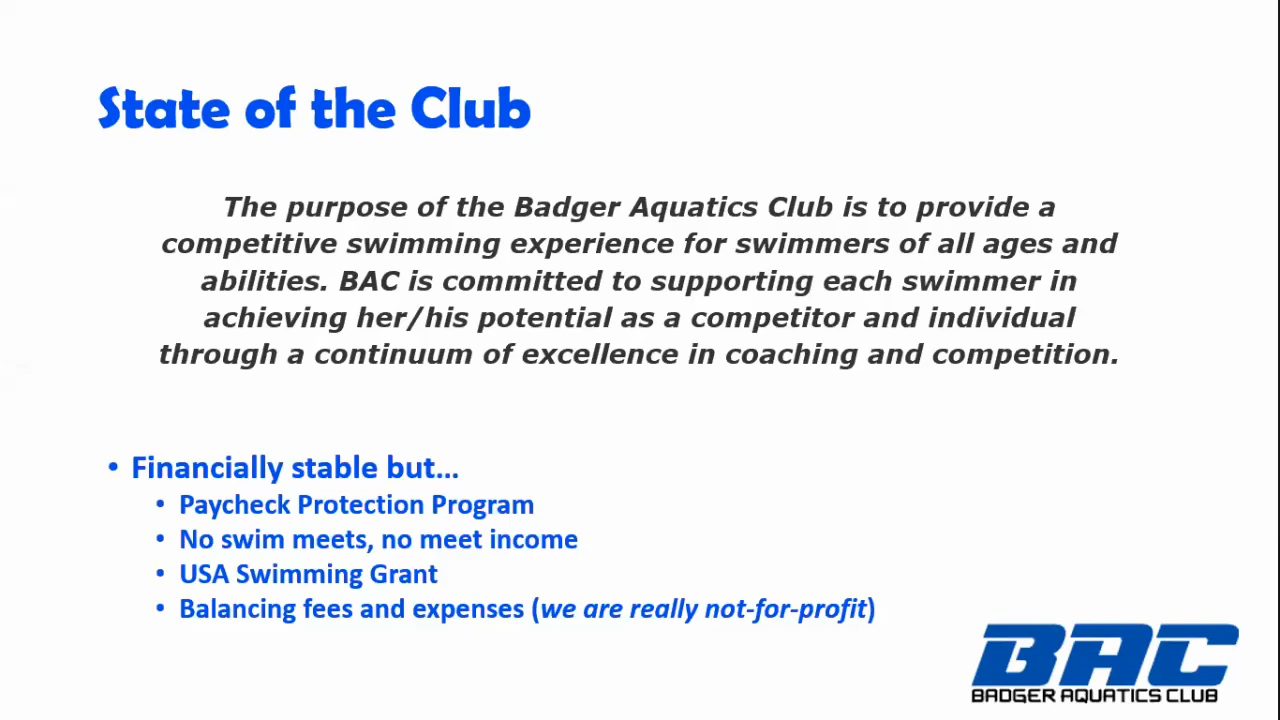 State of the Club
The purpose of the Badger Aquatics Club is to provide a
competitive swimming experience for swimmers of all ages and
abilities. BAC is committed to supporting each swimmer in
achieving her/his potential as a competitor and individual
through a continuum of excellence in coaching and competition.
• Financially stable but...
• Paycheck Protection Program
• No swim meets, no meet income
• USA Swimming Grant
• Balancing fees and expenses (we are really not-for-profit)
BAC
BADGER AQUATICS CLUB